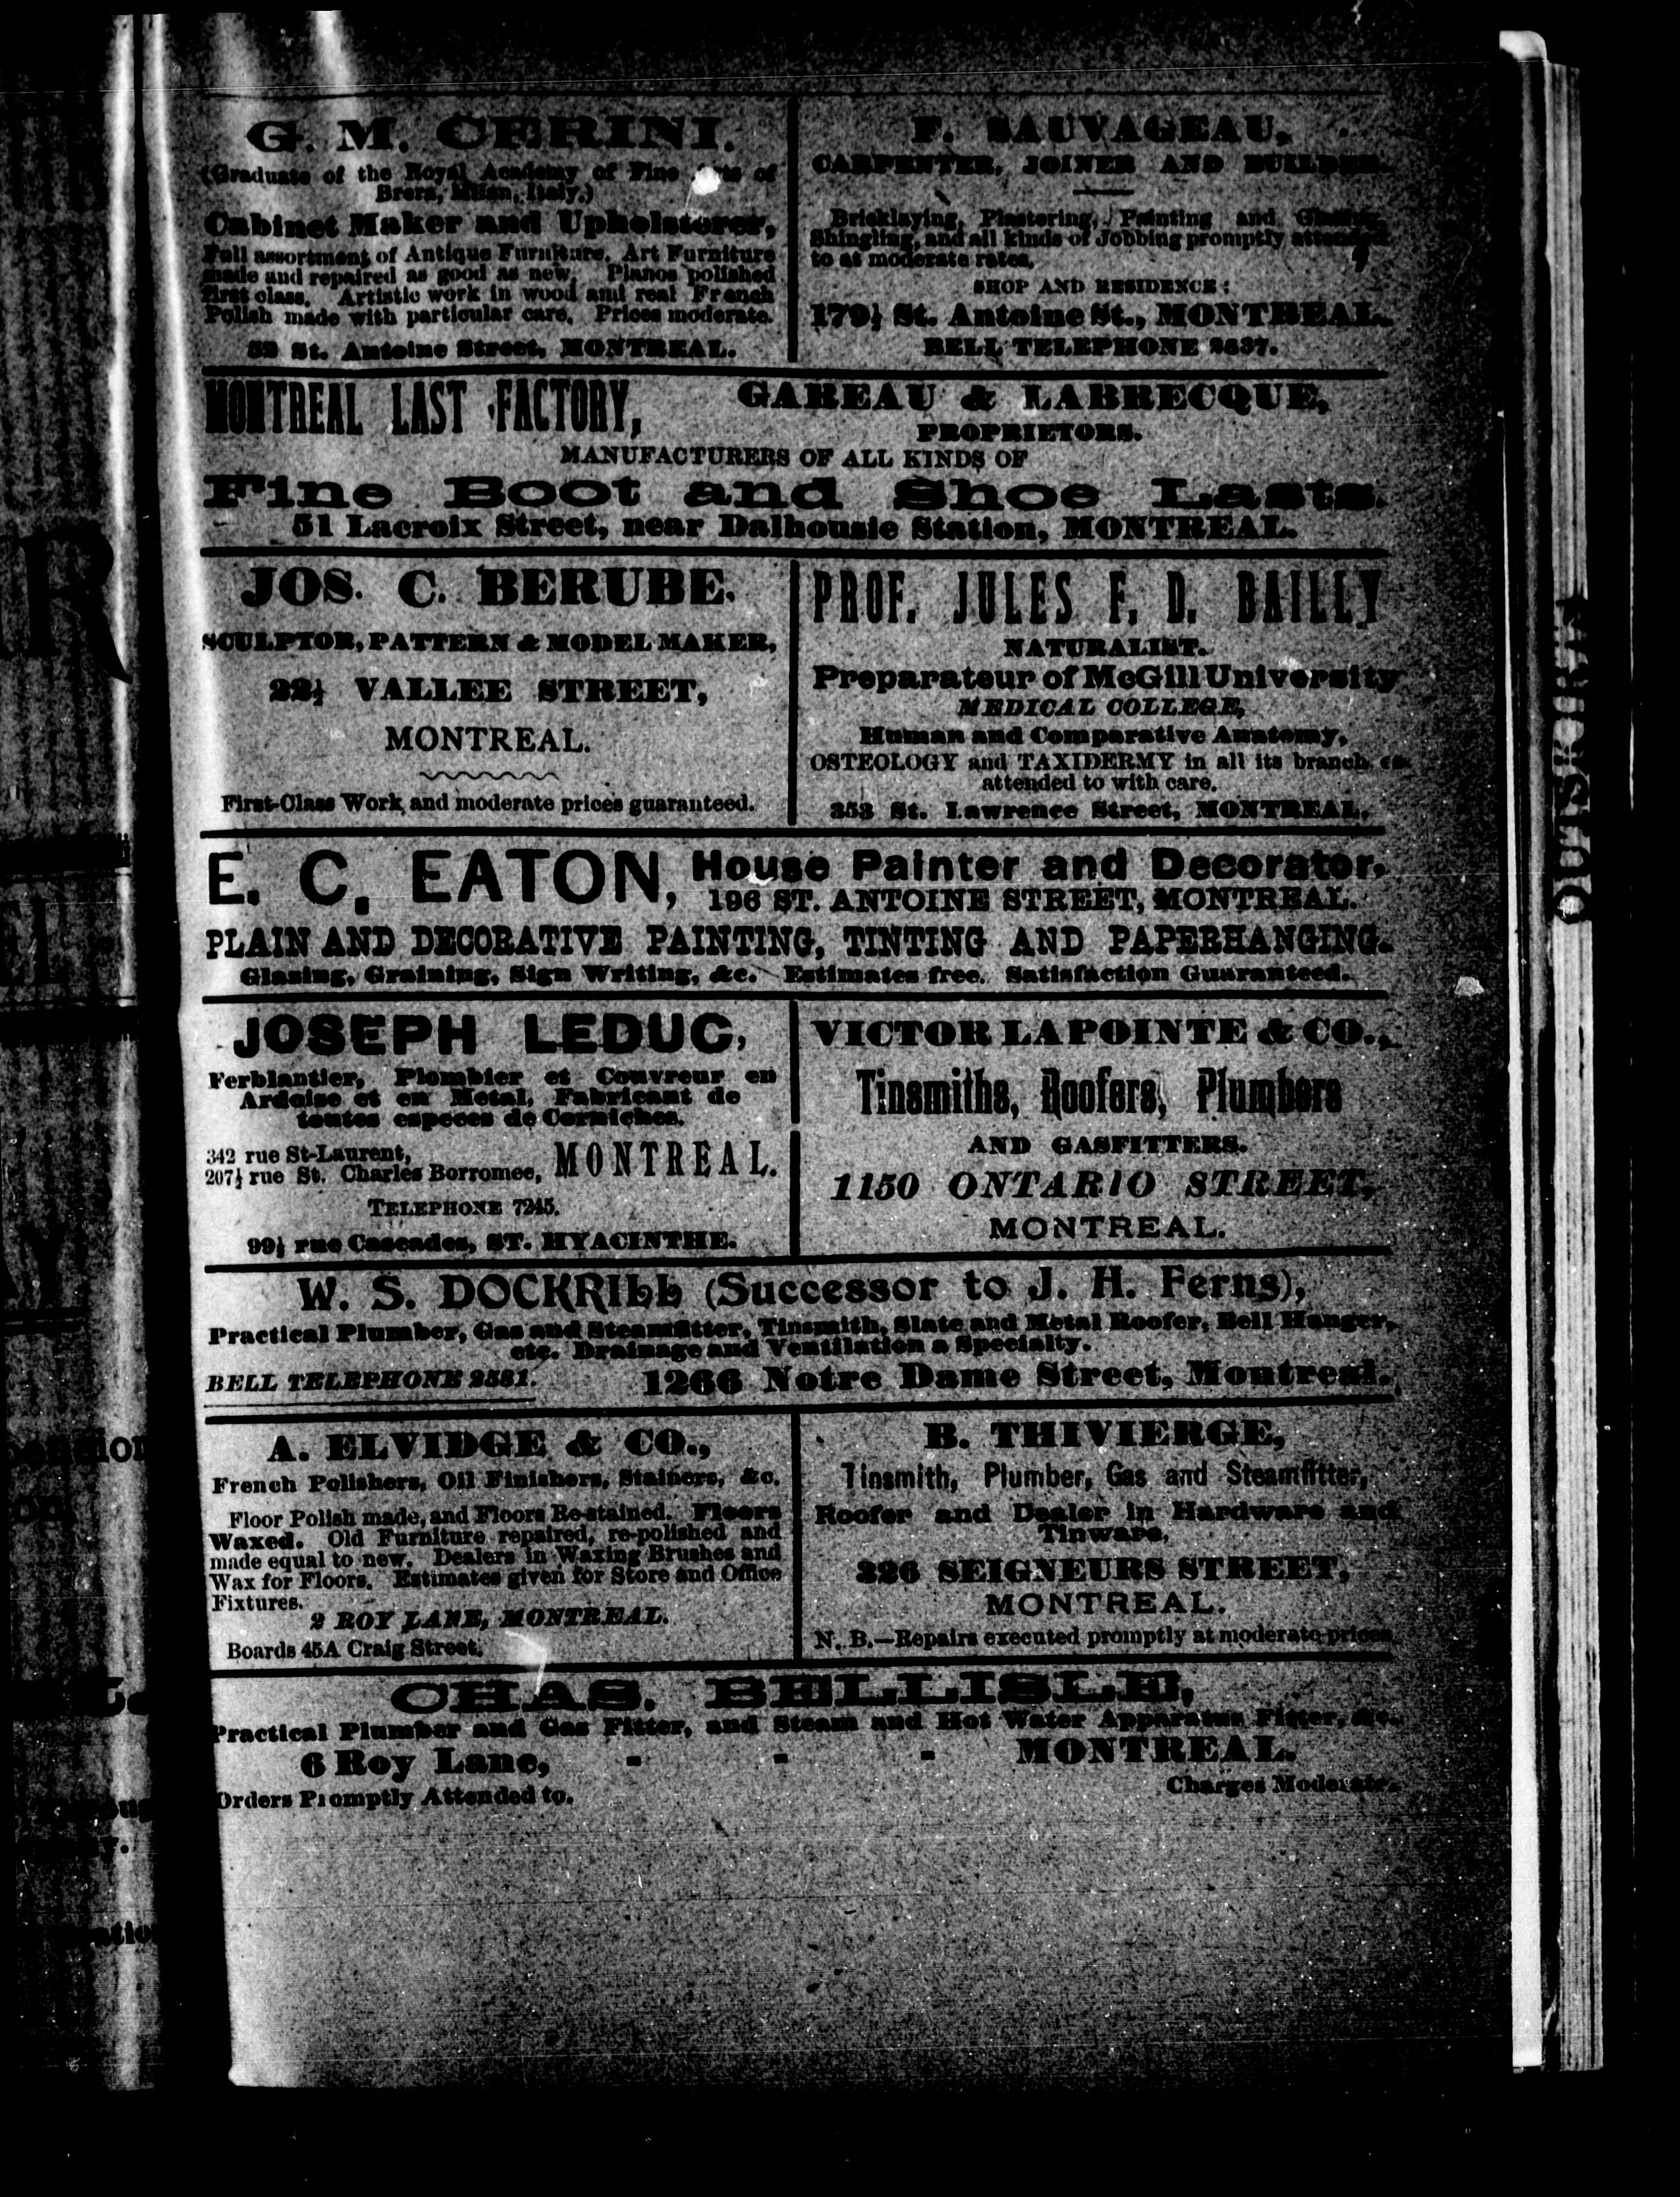 G. M. CERINI.
(Graduate of the Royal Academy of Fine Arts of
Brera, Milan, Italy.)
Cabinet Maker and Upholsterer,
Full assortment of Antique Furniture. Art Furniture
made and repaired as good as new. Pianos polished
first class. Artistic work in wood and real French
Polish made with particular care. Prices moderate.
St. Antoine Street, MONTREAL.
F. SAUVAGEAU,
CARPENTER, JOINER AND BUILDER.
Bricklaying, Plastering, Painting and Glazing,
Shingling, and all kinds of Jobbing promptly attended
to at moderate rates.
SHOP AND RESIDENCE:
179½ St. Antoine St., MONTREAL.
BELL TELEPHONE
MONTREAL LAST FACTORY,
GAREAU & LABRECQUE,
PROPRIETORS.
MANUFACTURERS OF ALL KINDS OF
Fine Boot and Shoe Lasts.
51 Lacroix Street, near Dalhousie Station, MONTREAL.
JOS. C. BERUBE,
SCULPTOR, PATTERN & MODEL MAKER,
22½ VALLEE STREET,
MONTREAL.
First-Class Work and moderate prices guaranteed.
PROF. JULES F. D. BAILLY
NATURALIST.
Preparateur of McGill University
MEDICAL COLLEGE,
Human and Comparative Anatomy,
OSTEOLOGY and TAXIDERMY in all its branches
attended to with care.
353 St. Lawrence Street, MONTREAL.
E. C. EATON, House Painter and Decorator,
196 ST. ANTOINE STREET, MONTREAL.
PLAIN AND DECORATIVE PAINTING, TINTING AND PAPERHANGING.
Glazing, Graining, Sign Writing, &c. Estimates free. Satisfaction Guaranteed.
JOSEPH LEDUC,
Ferblantier, Plombier et Couvreur en
Ardoise et en Metal, Fabricant de
toutes especes de Corniches.
342 rue St-Laurent,
207½ rue St. Charles Borromee, MONTREAL.
TELEPHONE 7245.
99½ rue Cascades, ST. HYACINTHE.
VICTOR LAPOINTE & CO.,
Tinsmiths, Roofers, Plumbers
AND GASFITTERS.
1150 ONTARIO STREET,
MONTREAL.
W. S. DOCKRILL (Successor to J. H. Ferns),
Practical Plumber, Gas and Steamfitter, Tinsmith, Slate and Metal Roofer, Bell Hanger,
etc. Drainage and Ventilation a Specialty.
BELL TELEPHONE 2581. 1266 Notre Dame Street, Montreal.
A. ELVIDGE & CO.,
French Polishers, Oil Finishers, Stainers, &c.
Floor Polish made, and Floors Re-stained. Floors
Waxed. Old Furniture repaired, re-polished and
made equal to new. Dealers in Waxing Brushes and
Wax for Floors. Estimates given for Store and Office
Fixtures.
2 ROY LANE, MONTREAL.
Boards 45A Craig Street.
B. THIVIERGE,
Tinsmith, Plumber, Gas and Steamfitter,
Roofer and Dealer in Hardware and
Tinware,
326 SEIGNEURS STREET,
MONTREAL.
N. B.—Repairs executed promptly at moderate prices.
CHAS. BELLISLE,
Practical Plumber and Gas Fitter, and Steam and Hot Water Apparatus Fitter, &c.
6 Roy Lane, - - - MONTREAL.
Orders Promptly Attended to. Charges Moderate.
OUTSKIRTS